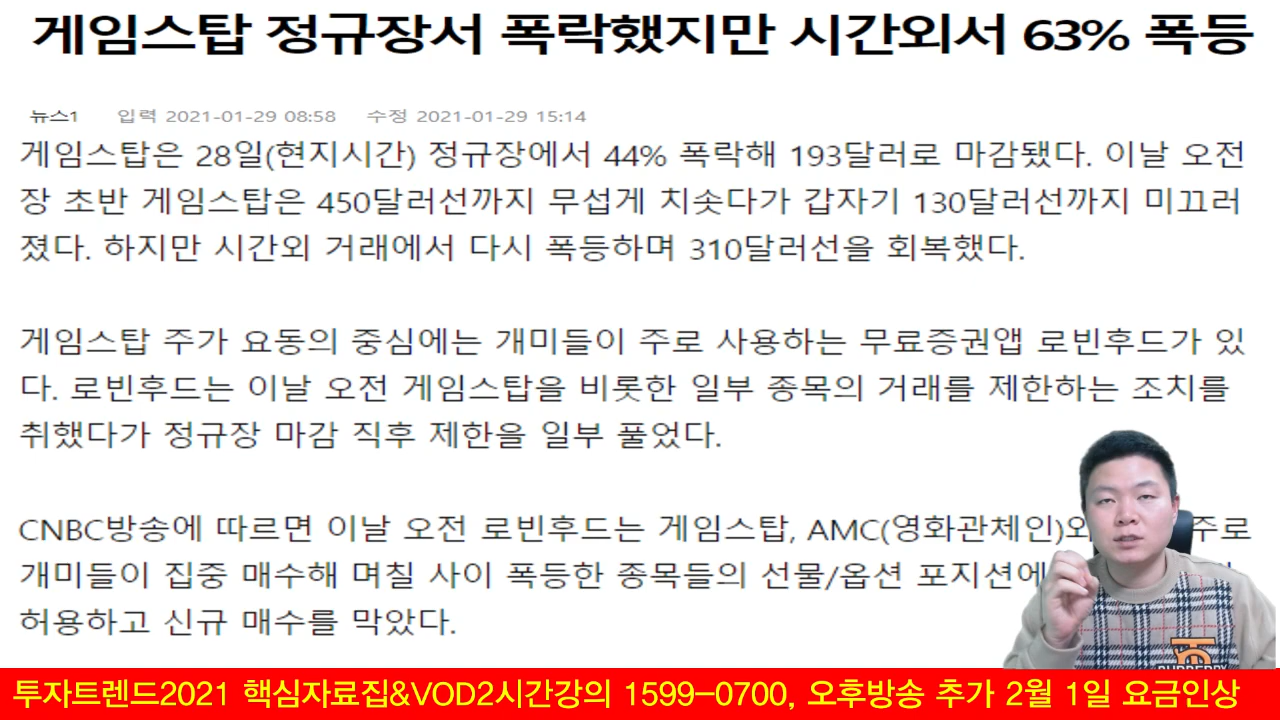 게임스탑 정규장서 폭락했지만 시간외서 63% 폭등
뉴스1 입력 2021-01-29 08:58 수정 2021-01-29 15:14
게임스탑은 28일(현지시간) 정규장에서 44% 폭락해 193달러로 마감됐다. 이날 오전
장 초반 게임스탑은 450달러선까지 무섭게 치솟다가 갑자기 130달러선까지 미끄러
졌다. 하지만 시간외 거래에서 다시 폭등하며 310달러선을 회복했다.
게임스탑 주가 요동의 중심에는 개미들이 주로 사용하는 무료증권앱 로빈후드가 있
다. 로빈후드는 이날 오전 게임스탑을 비롯한 일부 종목의 거래를 제한하는 조치를
취했다가 정규장 마감 직후 제한을 일부 풀었다.
CNBC방송에 따르면 이날 오전 로빈후드는 게임스탑, AMC(영화관체인)와 주로
개미들이 집중 매수해 며칠 사이 폭등한 종목들의 선물/옵션 포지션에
허용하고 신규 매수를 막았다.
BURBERRY
투자트렌드2021 핵심자료집&VOD2시간강의 1599-0700, 오후방송 추가 2월 1일 요금인상